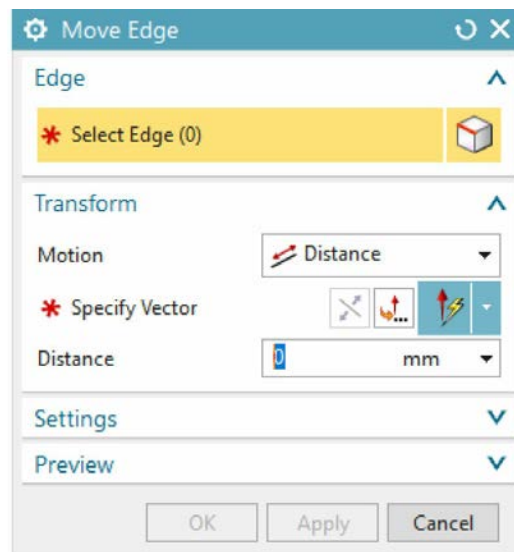 Move Edge
Edge
* Select Edge (0)
Transform
Motion Distance
* Specify Vector ...
Distance 0 mm
Settings
Preview
OK Apply Cancel